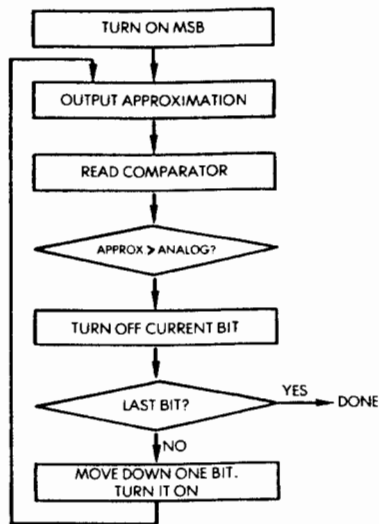 TURN ON MSB
OUTPUT APPROXIMATION
READ COMPARATOR
APPROX > ANALOG?
TURN OFF CURRENT BIT
LAST BIT?
YES
DONE
NO
MOVE DOWN ONE BIT.
TURN IT ON